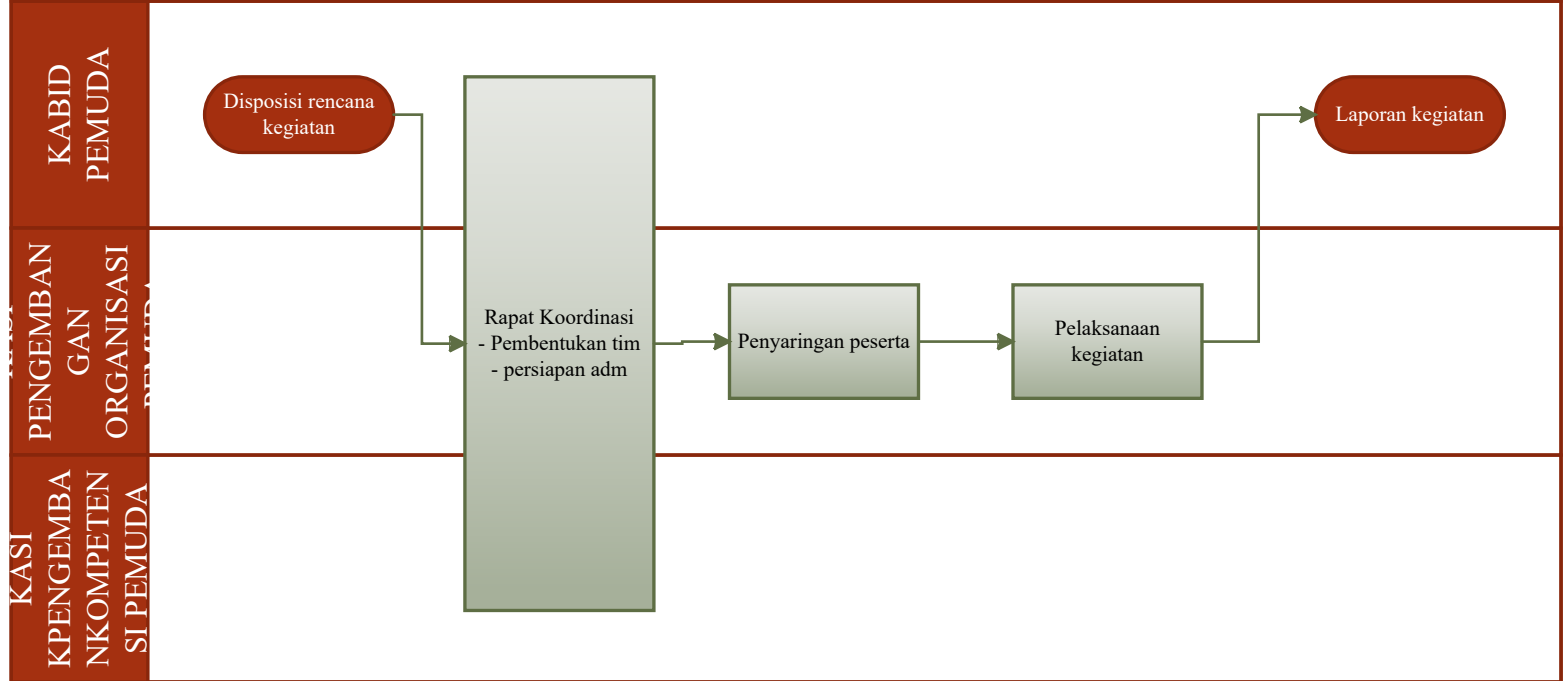 KABID
PEMUDA
Disposisi rencana
kegiatan
Laporan kegiatan
PENGEMBAN
GAN
ORGANISASI
Rapat Koordinasi
- Pembentukan tim
- persiapan adm
Penyaringan peserta
Pelaksanaan
kegiatan
KASI
KPENGEMBA
NKOMPETEN
SI PEMUDA